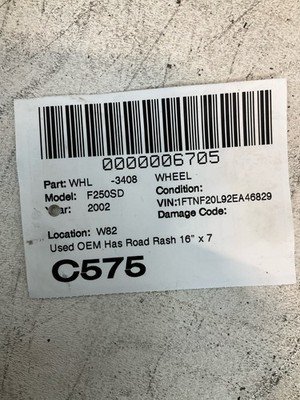 0000006705
Part: WHL -3408 WHEEL
Model: F250SD Condition:
Year: 2002 VIN:1FTNF20L92EA46829
Damage Code:
Location: W82
Used OEM Has Road Rash 16" x 7
C575